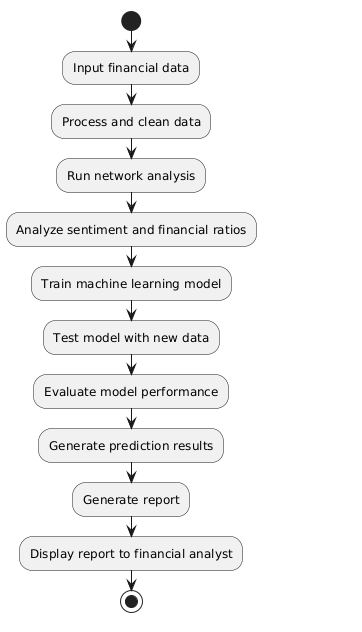 Input financial data
Process and clean data
Run network analysis
Analyze sentiment and financial ratios
Train machine learning model
Test model with new data
Evaluate model performance
Generate prediction results
Generate report
Display report to financial analyst